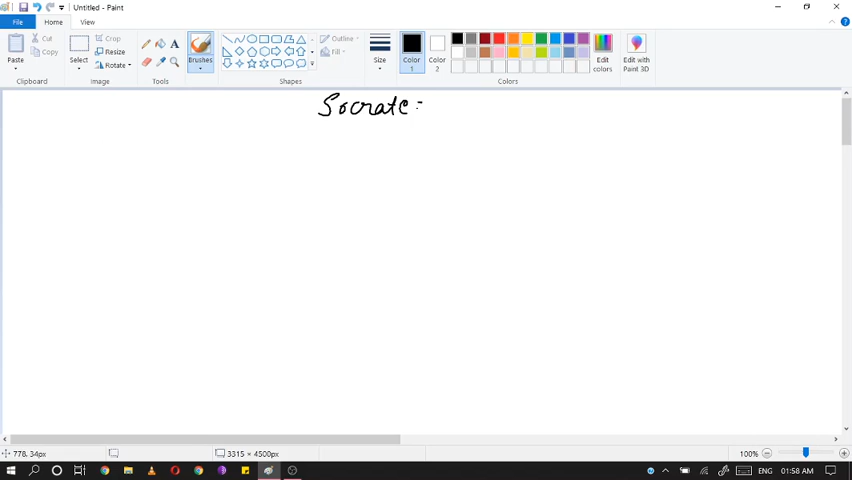 Untitled - Paint
File Home View
Paste
Cut
Copy
Clipboard
Select
Crop
Resize
Rotate
Image
Tools
Brushes
Shapes
Outline
Fill
Size
Color 1
Color 2
Colors
Edit colors
Edit with Paint 3D
Socrate :
778, 34px
3315 × 4500px
100%
ENG 01:58 AM